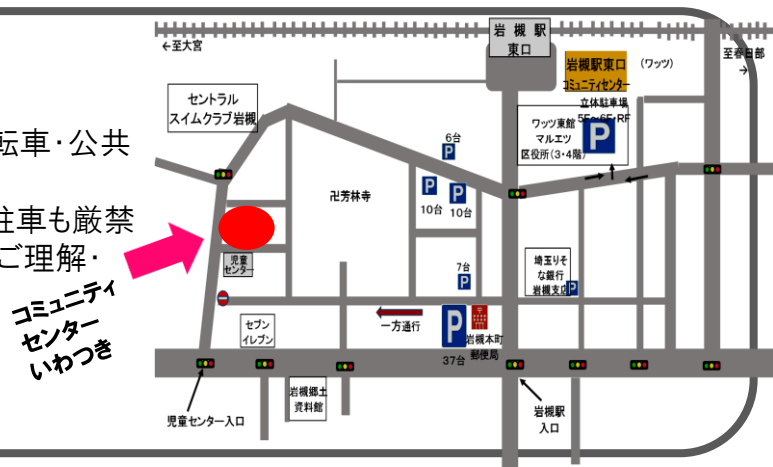 岩槻駅
東口
←至大宮
至春日部
→
岩槻駅東口
コミュニティセンター
(ワッツ)
立体駐車場
5F～6F・RF
セントラル
スイムクラブ岩槻
ワッツ東館
マルエツ
区役所(3・4階)
P
転車・公共
6台
P
P
P
10台
10台
卍芳林寺
駐車も厳禁
ご理解・
児童
センター
コミュニティ
センター
いわつき
7台
P
埼玉りそ
な銀行
岩槻支店
P
一方通行
P
37台
岩槻本町
郵便局
セブン
イレブン
岩槻郷土
資料館
児童センター入口
岩槻駅
入口